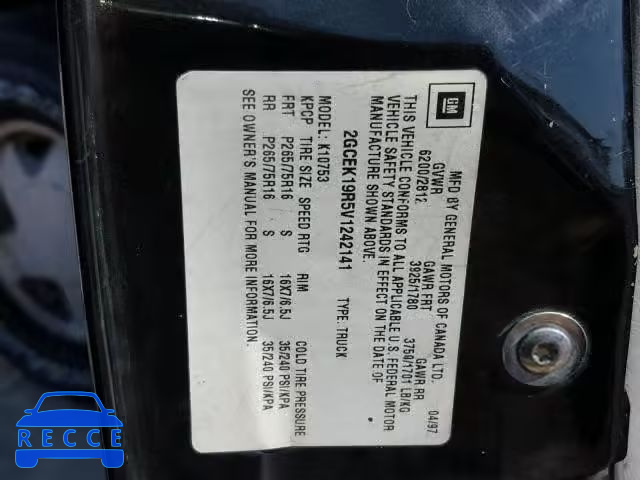 GM
MFD BY GENERAL MOTORS OF CANADA LTD.
04/97
GVWR GAWR FRT GAWR RR
6200/2812 3925/1780 3750/1701 LB/KG
THIS VEHICLE CONFORMS TO ALL APPLICABLE U.S. FEDERAL MOTOR
VEHICLE SAFETY STANDARDS IN EFFECT ON THE DATE OF
MANUFACTURE SHOWN ABOVE.
2GCEK19R5V1242141 TYPE: TRUCK
MODEL: K10753
KPCP TIRE SIZE SPEED RTG RIM COLD TIRE PRESSURE
FRT P265/75R16 S 16X7/6.5J 35/240 PSI/KPA
RR P265/75R16 S 16X7/6.5J 35/240 PSI/KPA
SEE OWNER'S MANUAL FOR MORE INFORMATION.
RECCE